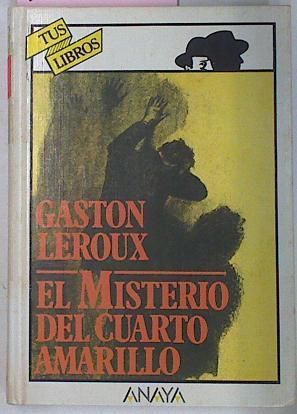 TUS
LIBROS
GASTON
LEROUX
EL MISTERIO
DEL CUARTO
AMARILLO
ANAYA